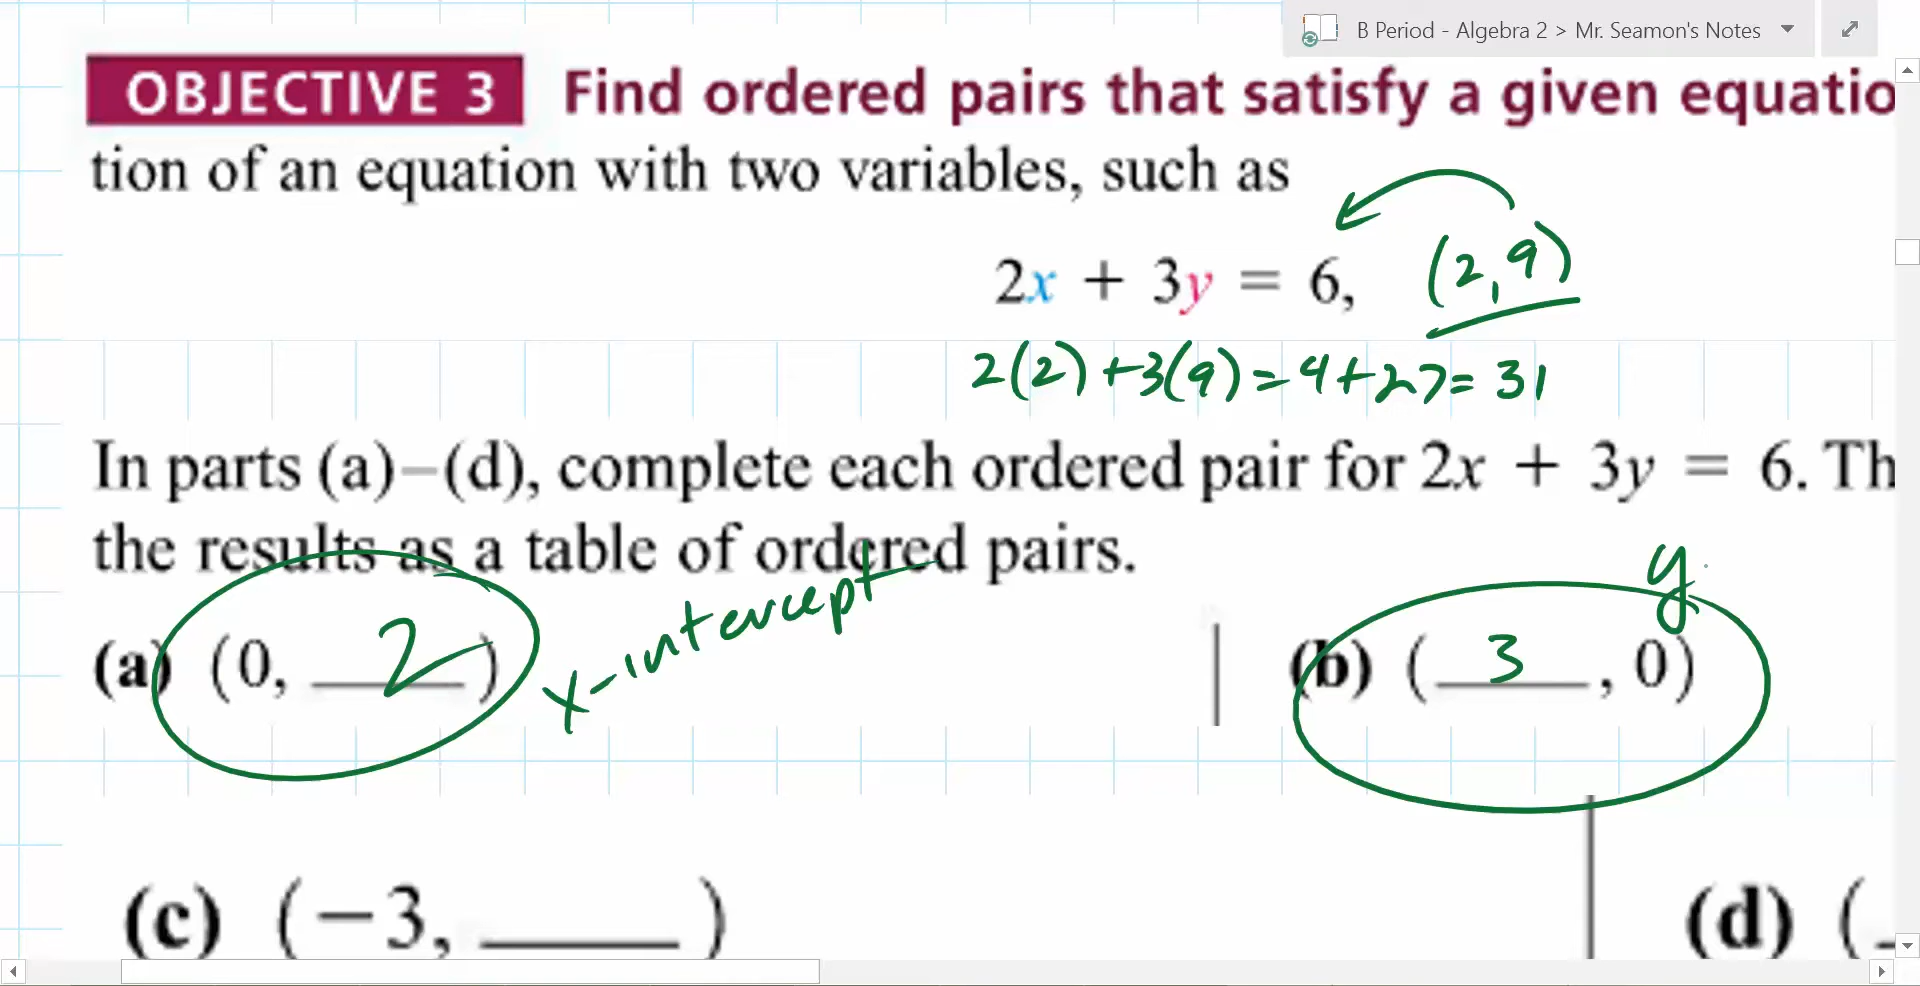 B Period - Algebra 2 > Mr. Seamon's Notes
OBJECTIVE 3 Find ordered pairs that satisfy a given equatio
tion of an equation with two variables, such as
2x + 3y = 6, (2,9)
2(2)+3(9)=4+27=31
In parts (a)–(d), complete each ordered pair for 2x + 3y = 6. Th
the results as a table of ordered pairs.
(a) (0, 2) x-intercept
y
(b) (3, 0)
(c) (−3, ____)
(d) (